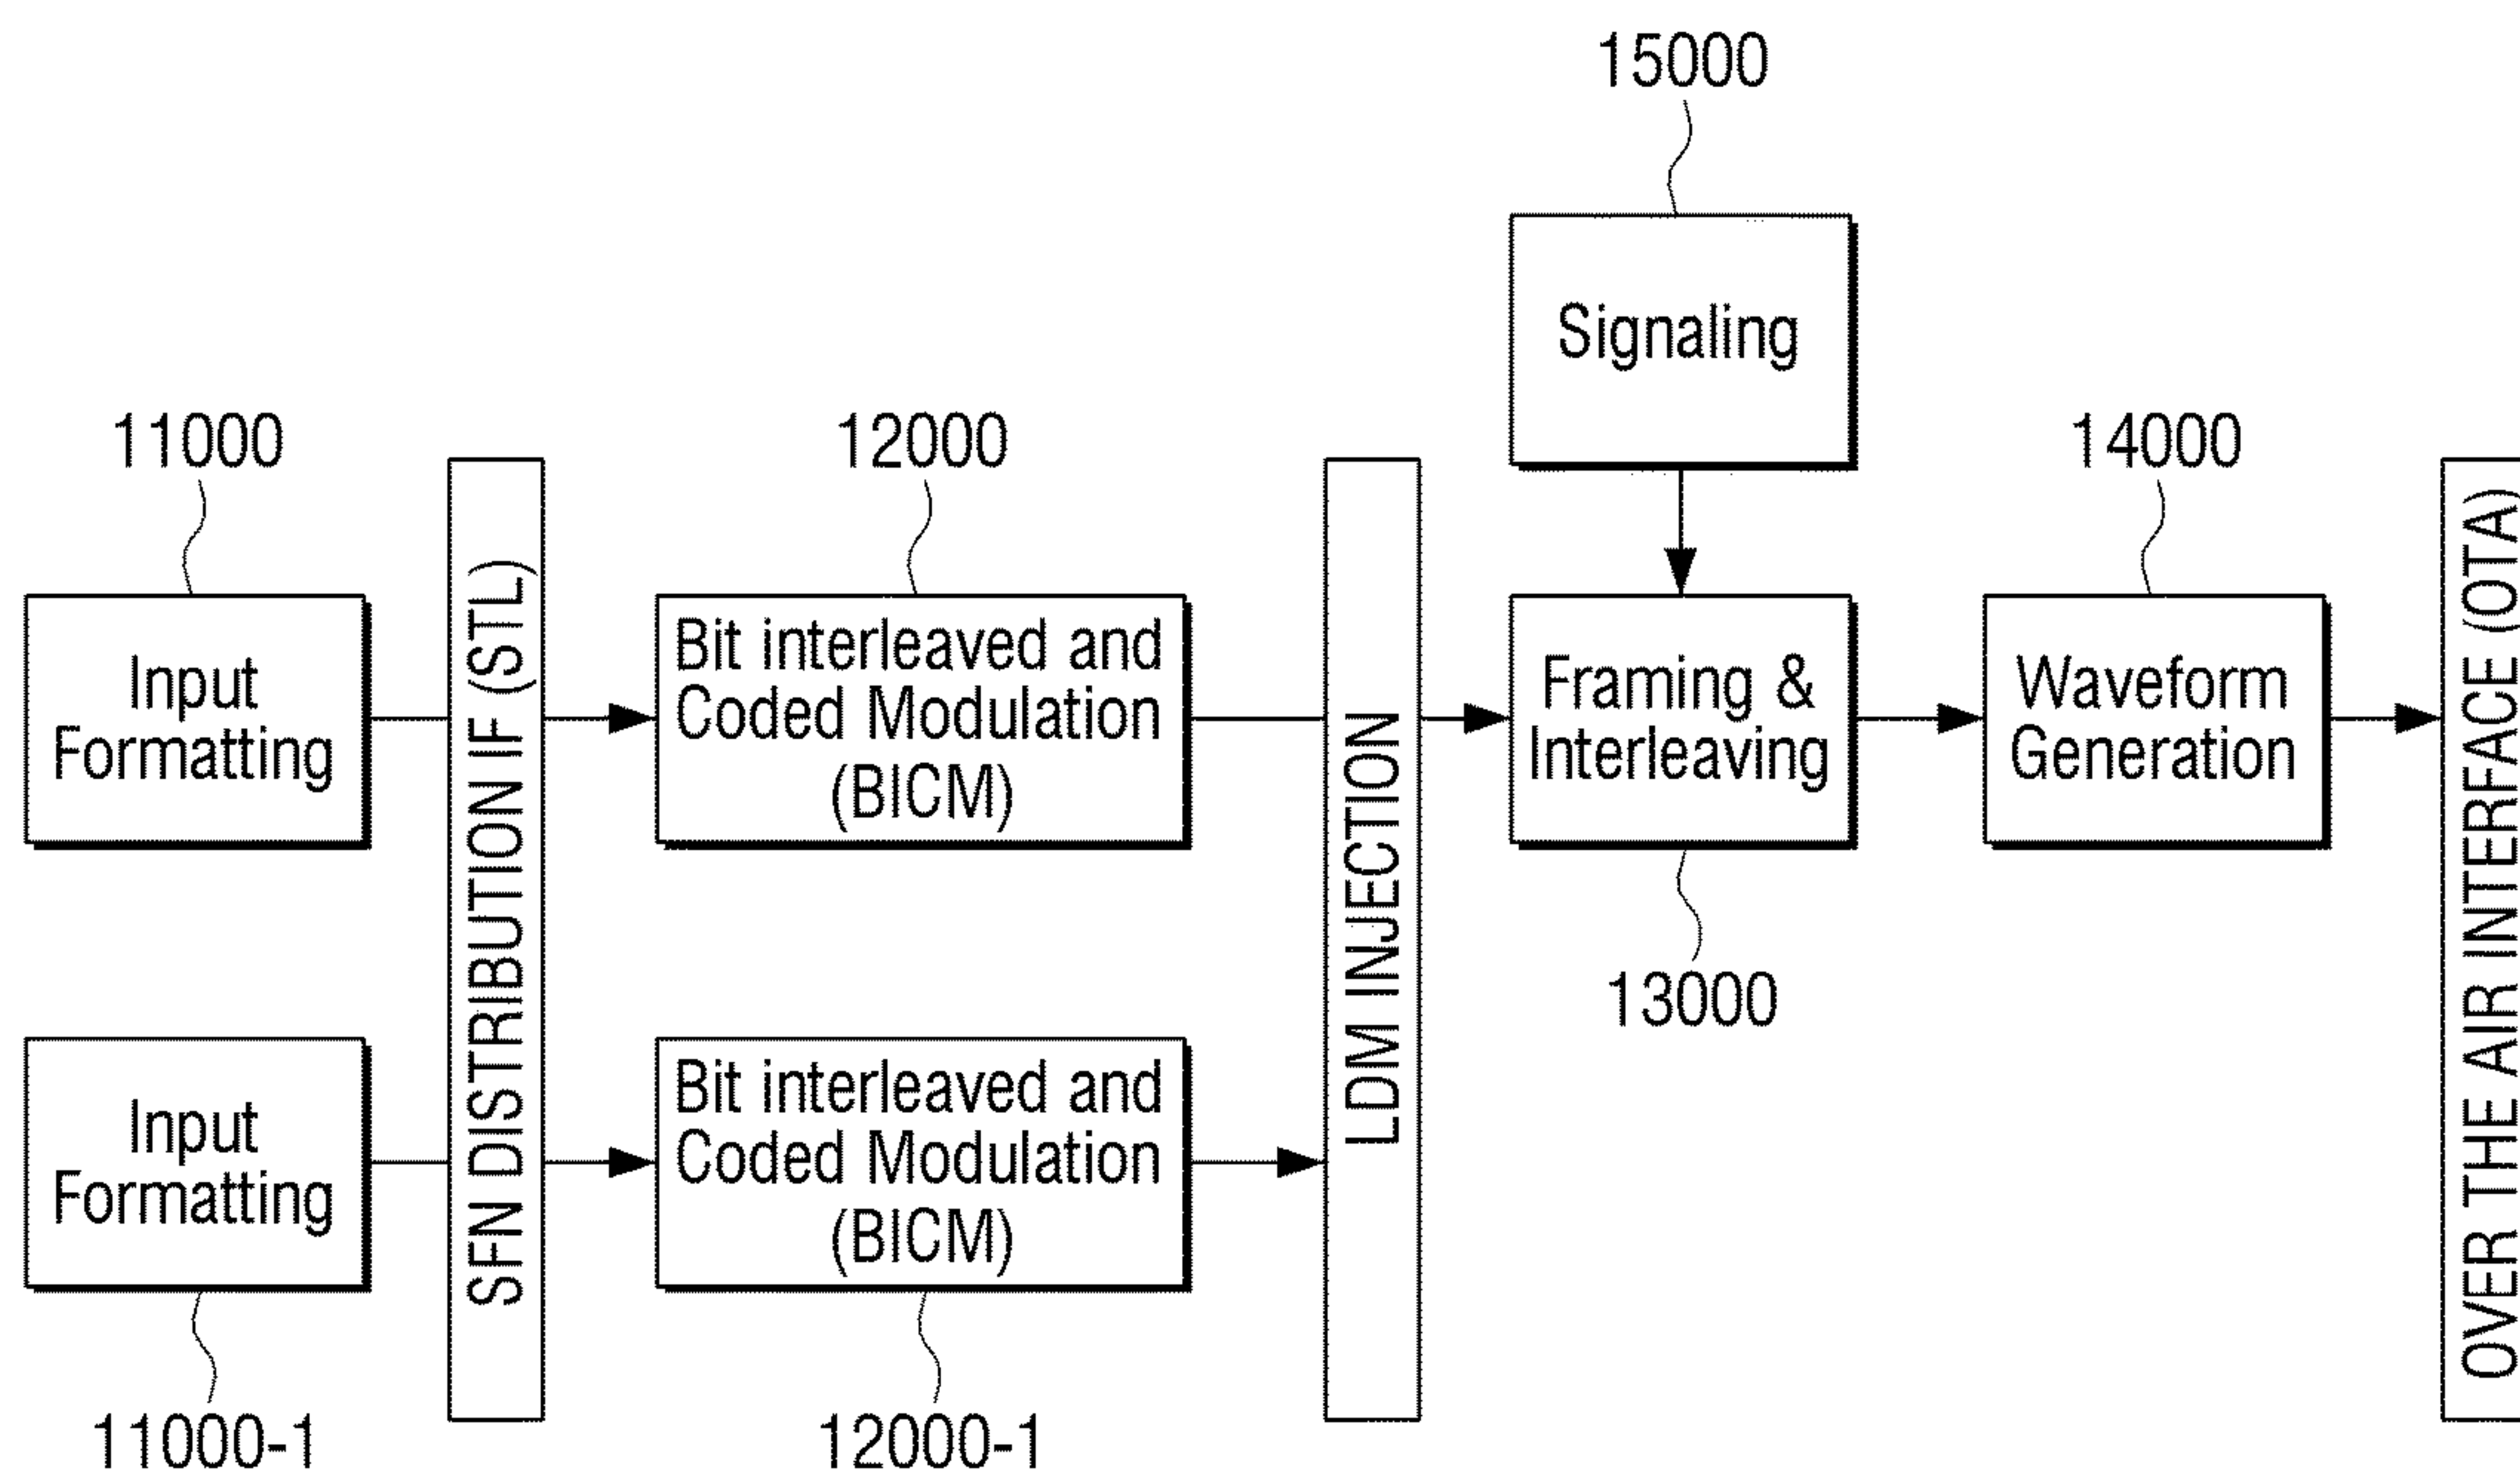 15000
Signaling
11000
12000
14000
Input
Formatting
SFN DISTRIBUTION IF (STL)
Bit interleaved and
Coded Modulation
(BICM)
LDM INJECTION
Framing &
Interleaving
Waveform
Generation
OVER THE AIR INTERFACE (OTA)
13000
Input
Formatting
Bit interleaved and
Coded Modulation
(BICM)
11000-1
12000-1